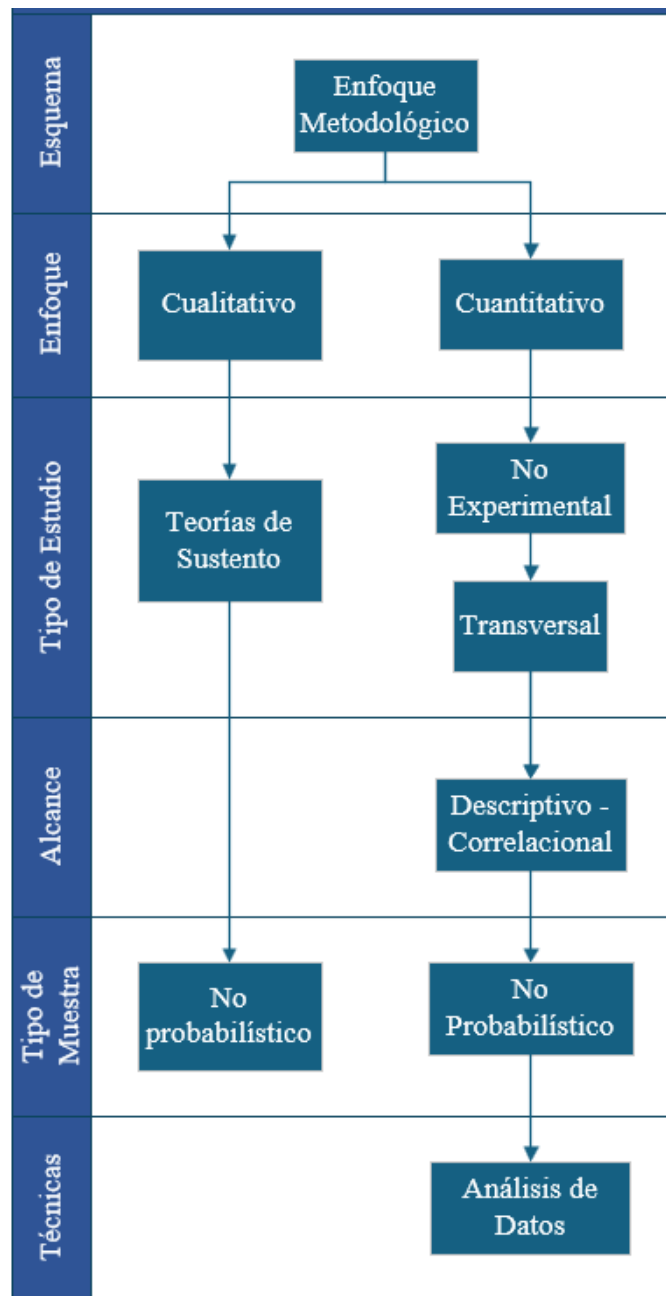 Esquema
Enfoque
Metodológico
Enfoque
Cualitativo
Cuantitativo
Tipo de Estudio
Teorías de
Sustento
No
Experimental
Transversal
Alcance
Descriptivo -
Correlacional
Tipo de
Muestra
No
probabilístico
No
Probabilístico
Técnicas
Análisis de
Datos